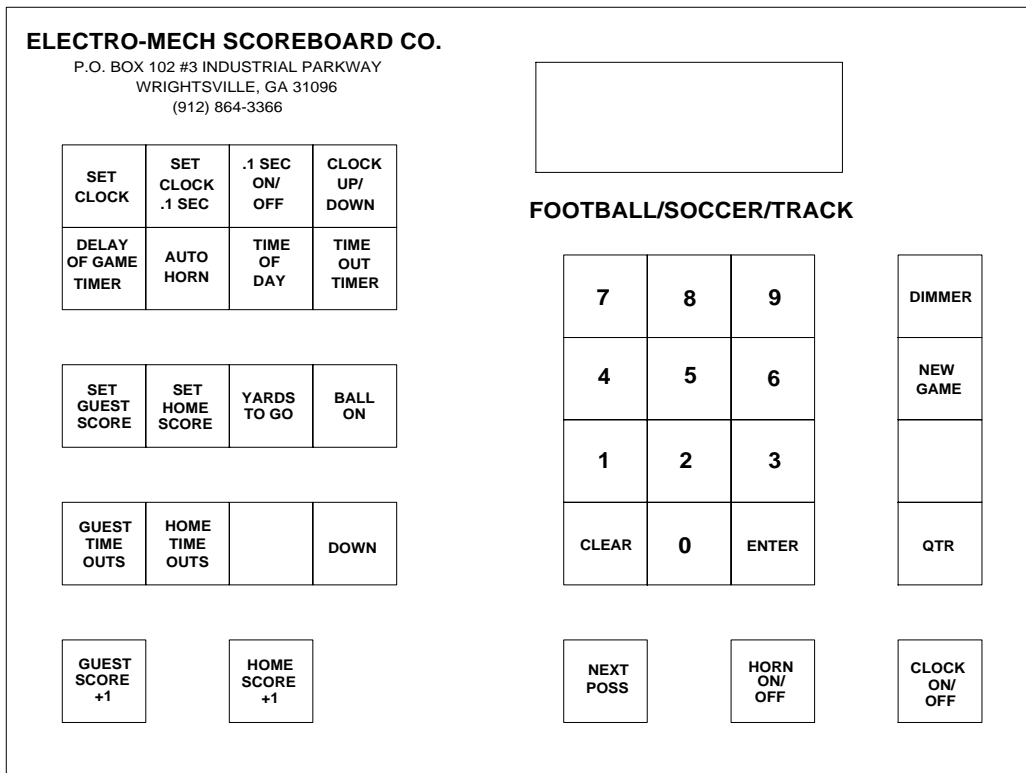 ELECTRO-MECH SCOREBOARD CO.
P.O. BOX 102 #3 INDUSTRIAL PARKWAY
WRIGHTSVILLE, GA 31096
(912) 864-3366
SET
CLOCK
SET
CLOCK
.1 SEC
.1 SEC
ON/
OFF
CLOCK
UP/
DOWN
DELAY
OF GAME
TIMER
AUTO
HORN
TIME
OF
DAY
TIME
OUT
TIMER
SET
GUEST
SCORE
SET
HOME
SCORE
YARDS
TO GO
BALL
ON
GUEST
TIME
OUTS
HOME
TIME
OUTS
DOWN
GUEST
SCORE
+1
HOME
SCORE
+1
FOOTBALL/SOCCER/TRACK
7
8
9
4
5
6
1
2
3
CLEAR
0
ENTER
DIMMER
NEW
GAME
QTR
NEXT
POSS
HORN
ON/
OFF
CLOCK
ON/
OFF